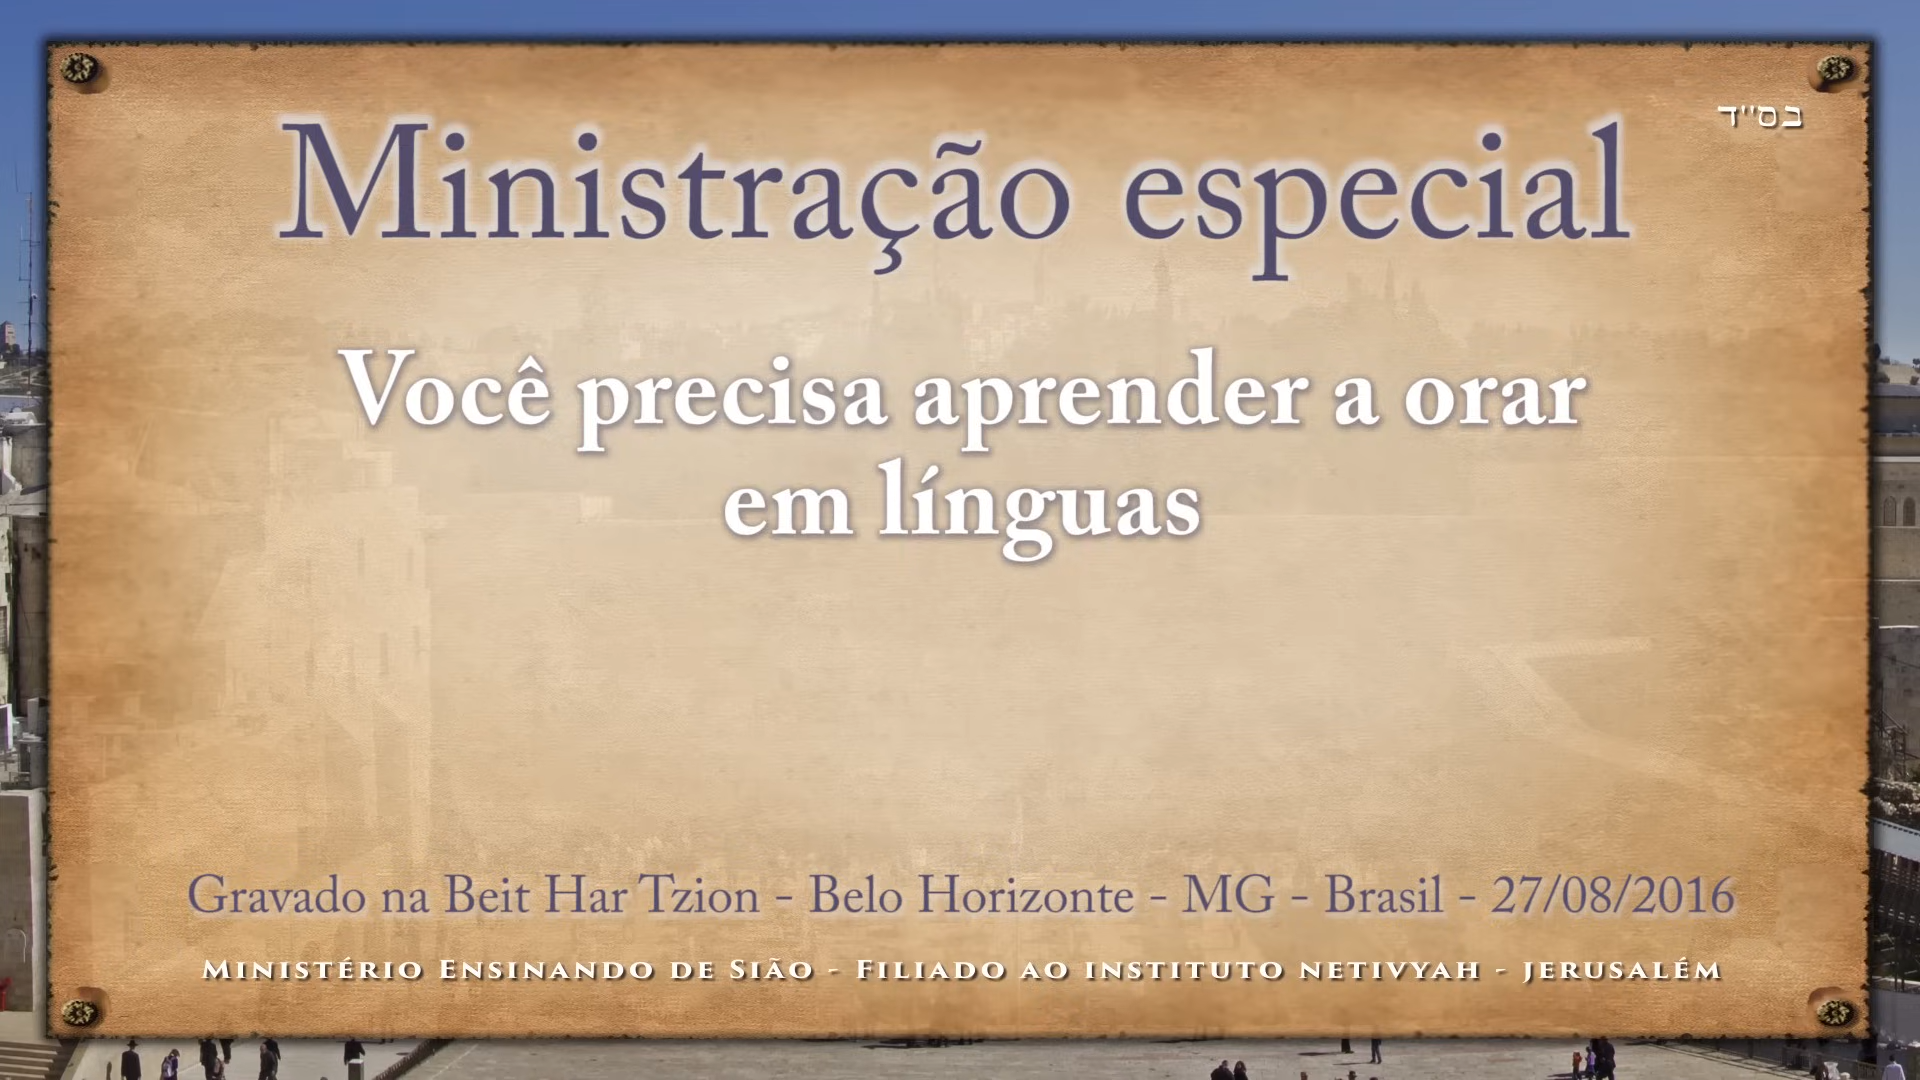 בס"ד
Ministração especial
Você precisa aprender a orar
em línguas
Gravado na Beit Har Tzion - Belo Horizonte - MG - Brasil - 27/08/2016
Ministério Ensinando de Sião - Filiado ao instituto netivyah - jerusalém